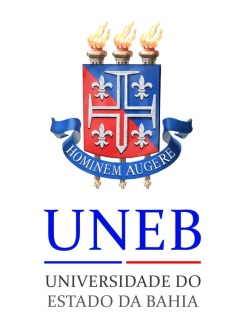 HOMINEM AUGERE
UNEB
UNIVERSIDADE DO
ESTADO DA BAHIA